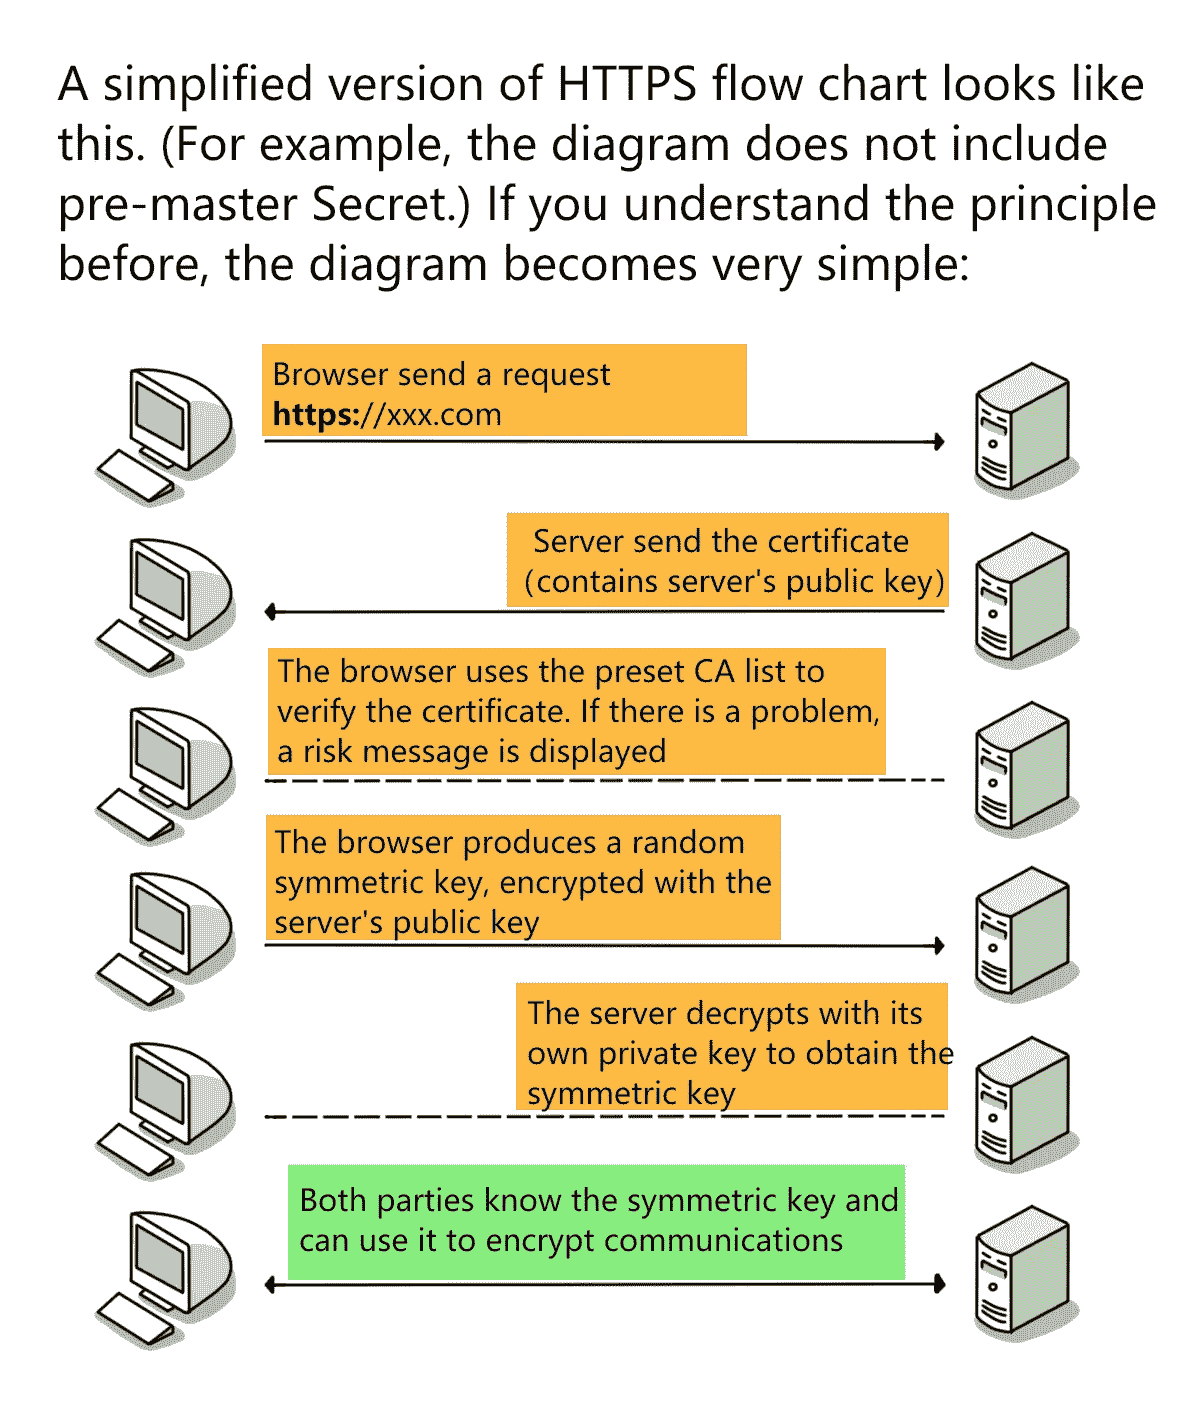 A simplified version of HTTPS flow chart looks like
this. (For example, the diagram does not include
pre-master Secret.) If you understand the principle
before, the diagram becomes very simple:
Browser send a request
https://xxx.com
Server send the certificate
(contains server's public key)
The browser uses the preset CA list to
verify the certificate. If there is a problem,
a risk message is displayed
The browser produces a random
symmetric key, encrypted with the
server's public key
The server decrypts with its
own private key to obtain the
symmetric key
Both parties know the symmetric key and
can use it to encrypt communications